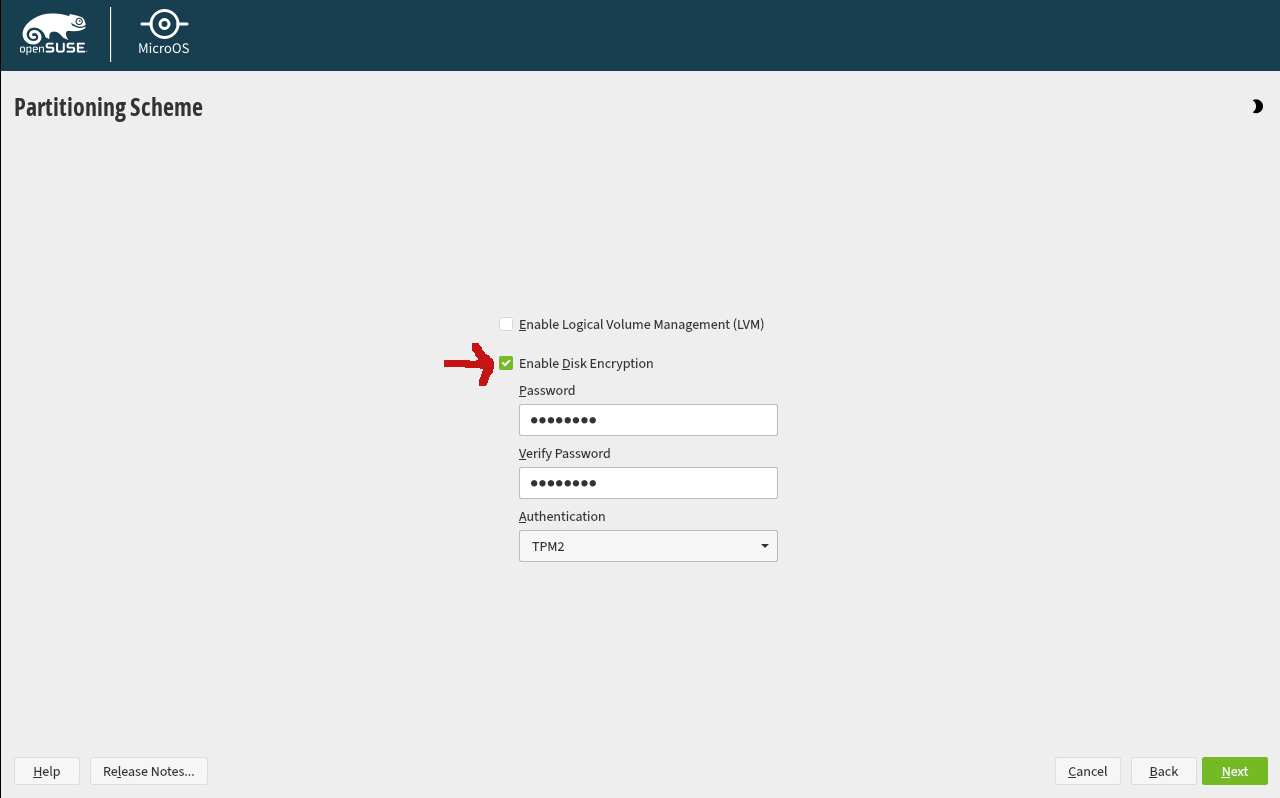 openSUSE
MicroOS
Partitioning Scheme
Enable Logical Volume Management (LVM)
Enable Disk Encryption
Password
●●●●●●●●
Verify Password
●●●●●●●●
Authentication
TPM2
Help
Release Notes...
Cancel
Back
Next